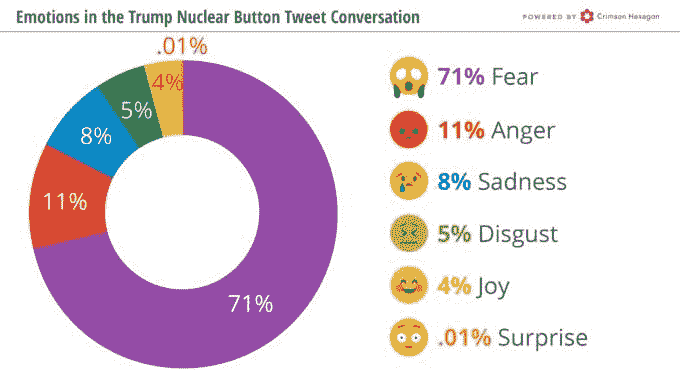 Emotions in the Trump Nuclear Button Tweet Conversation
POWERED BY Crimson Hexagon
.01%
4%
5%
8%
11%
71%
71% Fear
11% Anger
8% Sadness
5% Disgust
4% Joy
.01% Surprise